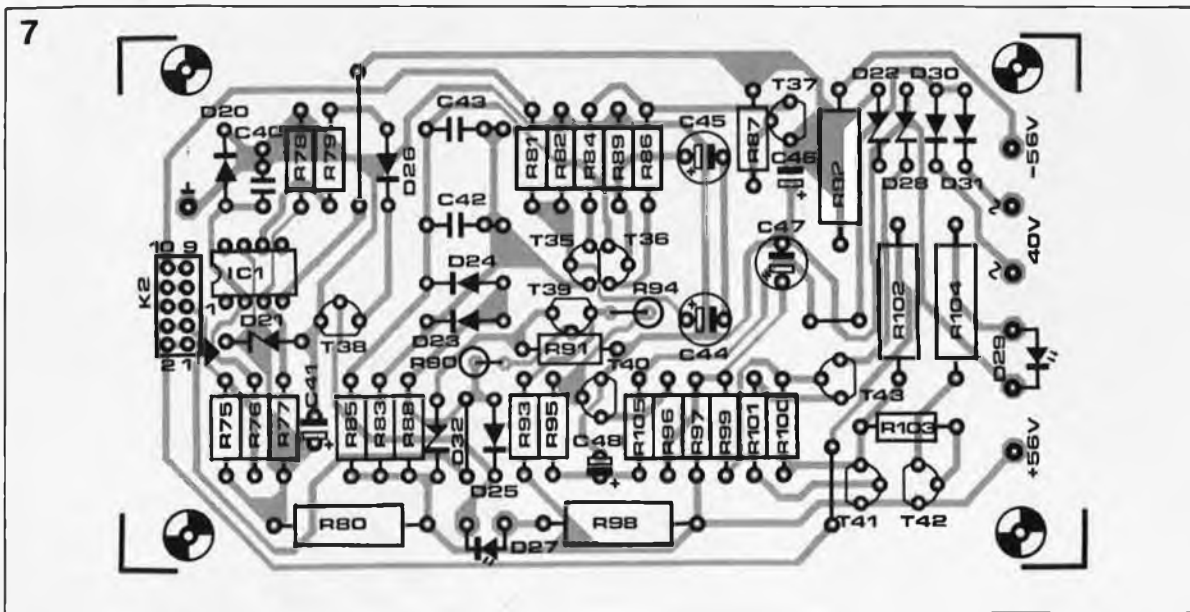 7
D20
C40
R78
R79
D26
C43
C42
R81
R82
R84
R89
R86
C45
R87
T37
C46
R92
D22
D30
D28
D31
-56V
~
40V
~
+
10 9
K2
2 1
IC1
1
D21
T38
D24
D23
T35
T36
T39
R94
R91
R90
C44
C47
T40
R102
R104
D29
T43
R75
R76
R77
C41
+
R85
R83
R88
D32
D25
R93
R95
C48
+
R105
R96
R97
R99
R101
R100
R103
+56V
T41
T42
R80
D27
R98